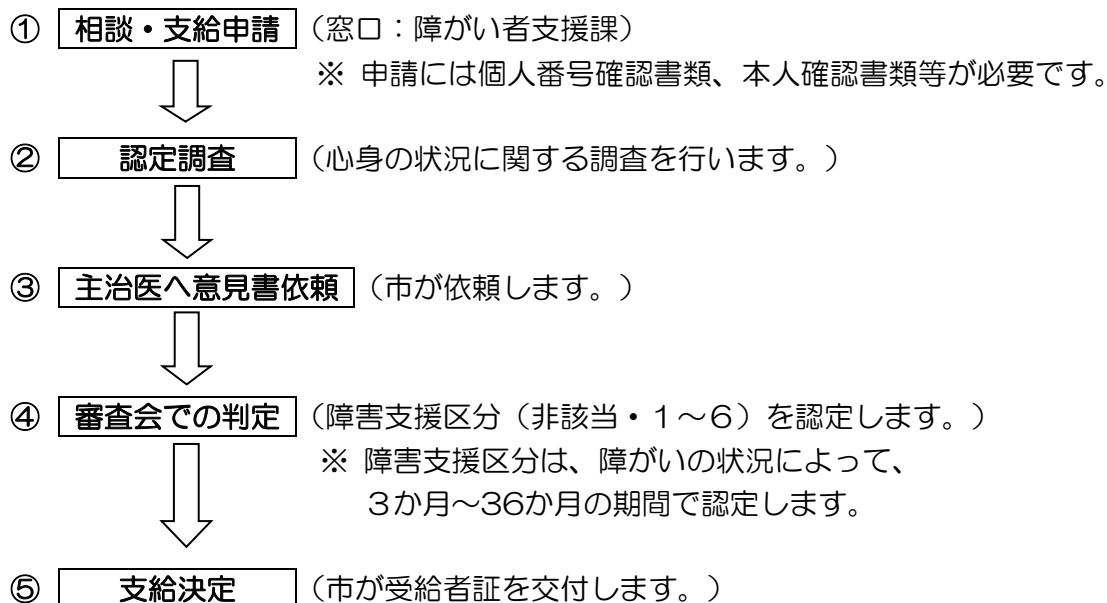 ① 相談・支給申請 （窓口：障がい者支援課）
※ 申請には個人番号確認書類、本人確認書類等が必要です。
② 認定調査 （心身の状況に関する調査を行います。）
③ 主治医へ意見書依頼 （市が依頼します。）
④ 審査会での判定 （障害支援区分（非該当・１～６）を認定します。）
※ 障害支援区分は、障がいの状況によって、
３か月～36か月の期間で認定します。
⑤ 支給決定 （市が受給者証を交付します。）